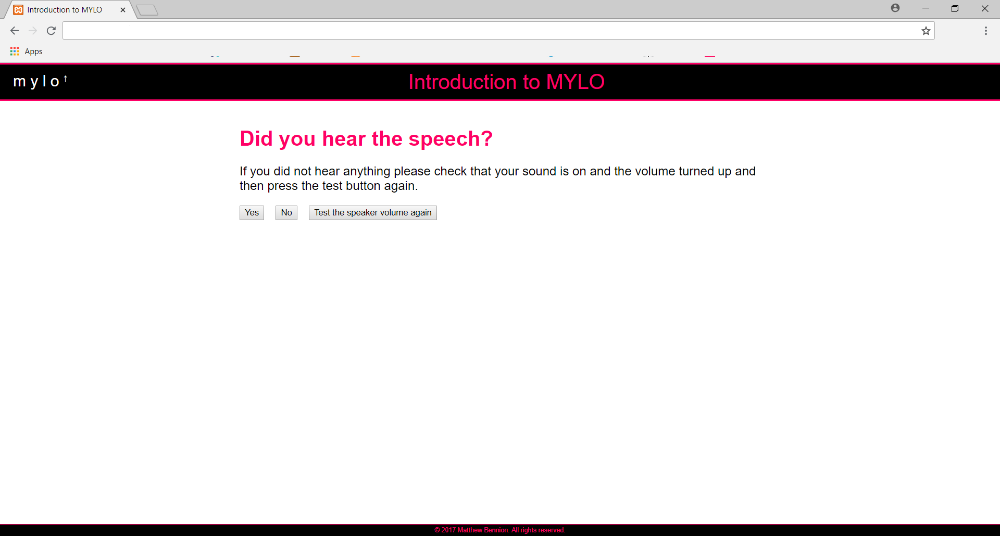 Introduction to MYLO
Apps
mylo↑
Introduction to MYLO
Did you hear the speech?
If you did not hear anything please check that your sound is on and the volume turned up and
then press the test button again.
Yes No Test the speaker volume again
© 2017 Matthew Bennion. All rights reserved.